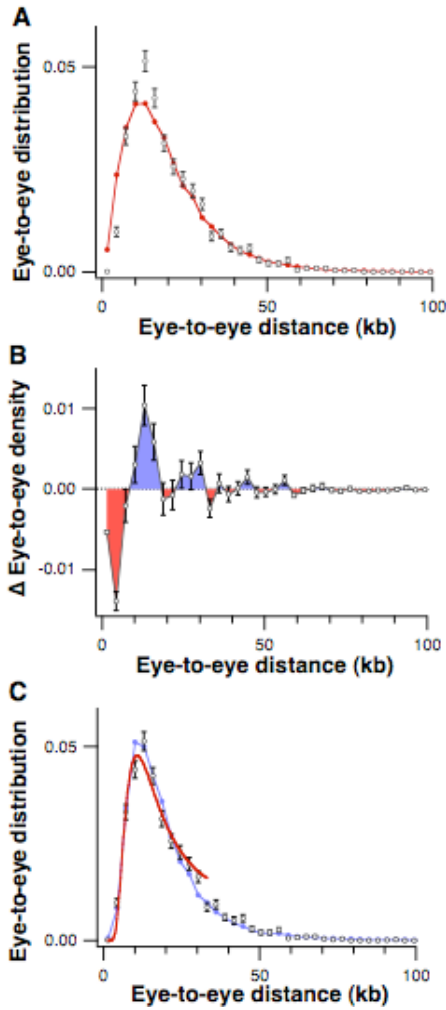 A
Eye-to-eye distribution
0.05
0.00
0
50
100
Eye-to-eye distance (kb)
B
Δ Eye-to-eye density
0.01
0.00
-0.01
0
50
100
Eye-to-eye distance (kb)
C
Eye-to-eye distribution
0.05
0.00
0
50
100
Eye-to-eye distance (kb)